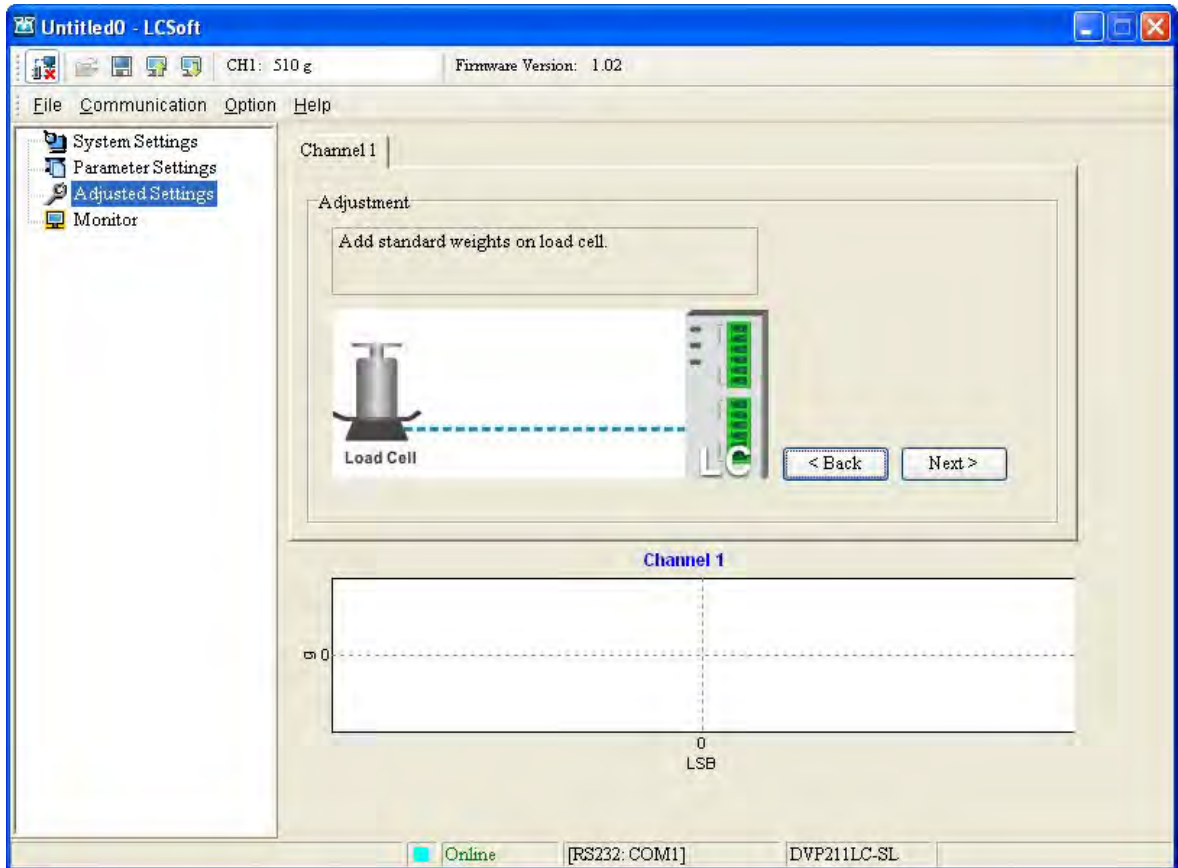 Untitled0 - LCSoft
CH1: 510 g Firmware Version: 1.02
File Communication Option Help
System Settings
Parameter Settings
Adjusted Settings
Monitor
Channel 1
Adjustment
Add standard weights on load cell.
Load Cell
LC
< Back Next >
Channel 1
g 0
0
LSB
Online [RS232: COM1] DVP211LC-SL